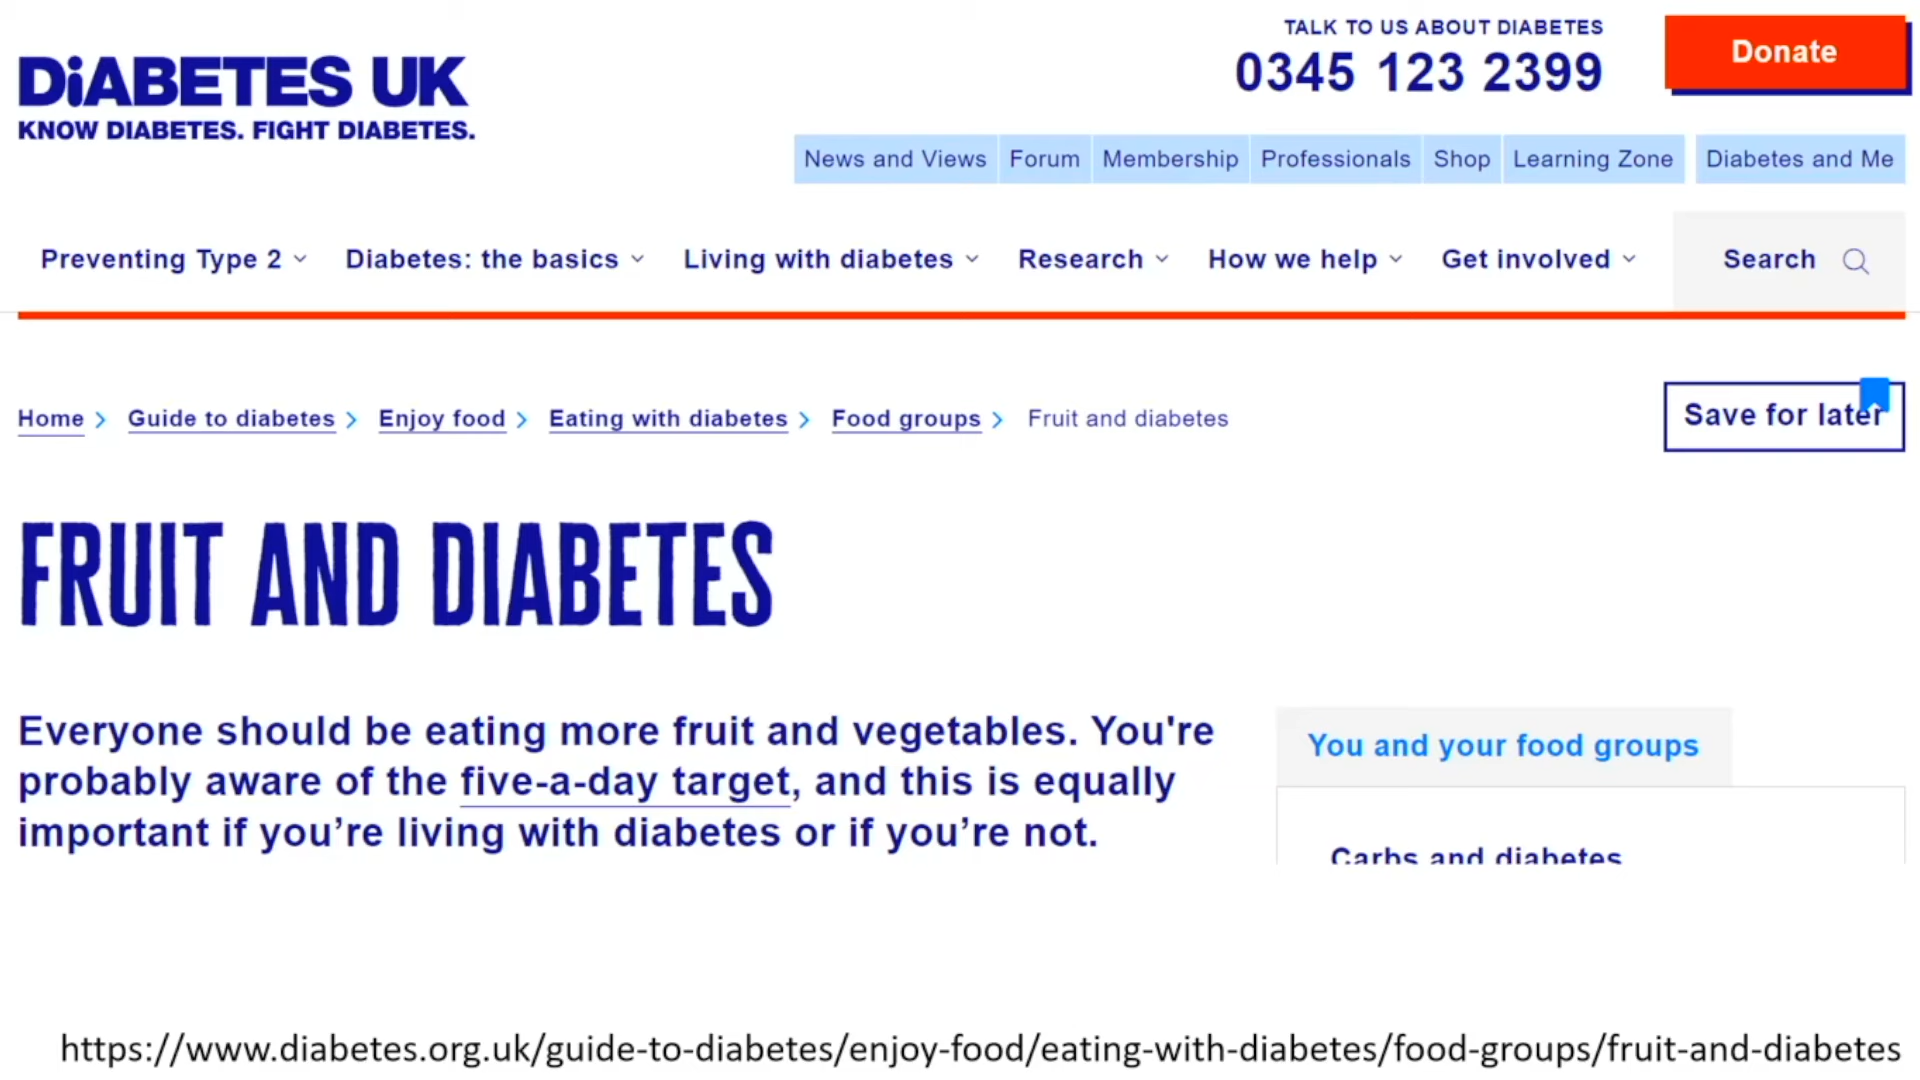 TALK TO US ABOUT DIABETES
0345 123 2399
Donate
DiABETES UK
KNOW DIABETES. FIGHT DIABETES.
News and Views Forum Membership Professionals Shop Learning Zone Diabetes and Me
Preventing Type 2 Diabetes: the basics Living with diabetes Research How we help Get involved Search
Home Guide to diabetes Enjoy food Eating with diabetes Food groups Fruit and diabetes
Save for later
FRUIT AND DIABETES
Everyone should be eating more fruit and vegetables. You're
probably aware of the five-a-day target, and this is equally
important if you’re living with diabetes or if you’re not.
You and your food groups
Carbs and diabetes
https://www.diabetes.org.uk/guide-to-diabetes/enjoy-food/eating-with-diabetes/food-groups/fruit-and-diabetes